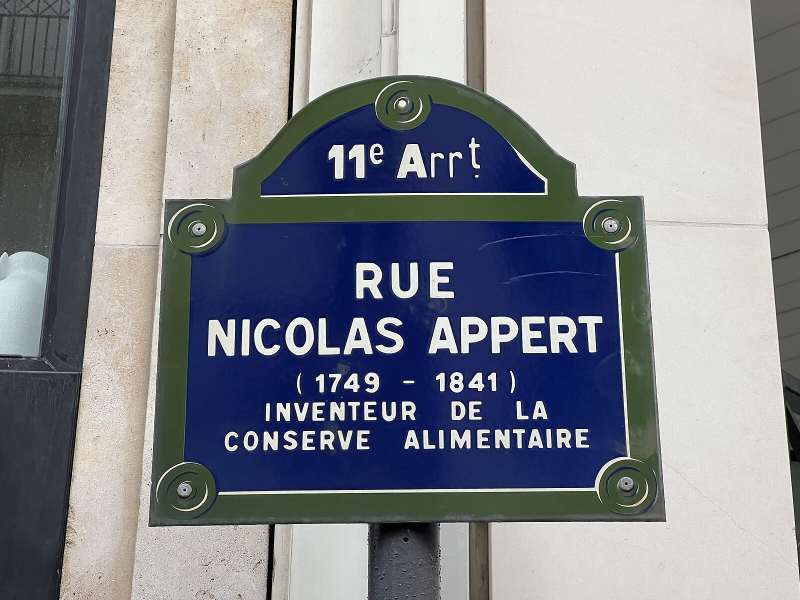 11e Arrt.
RUE
NICOLAS APPERT
(1749 - 1841)
INVENTEUR DE LA
CONSERVE ALIMENTAIRE